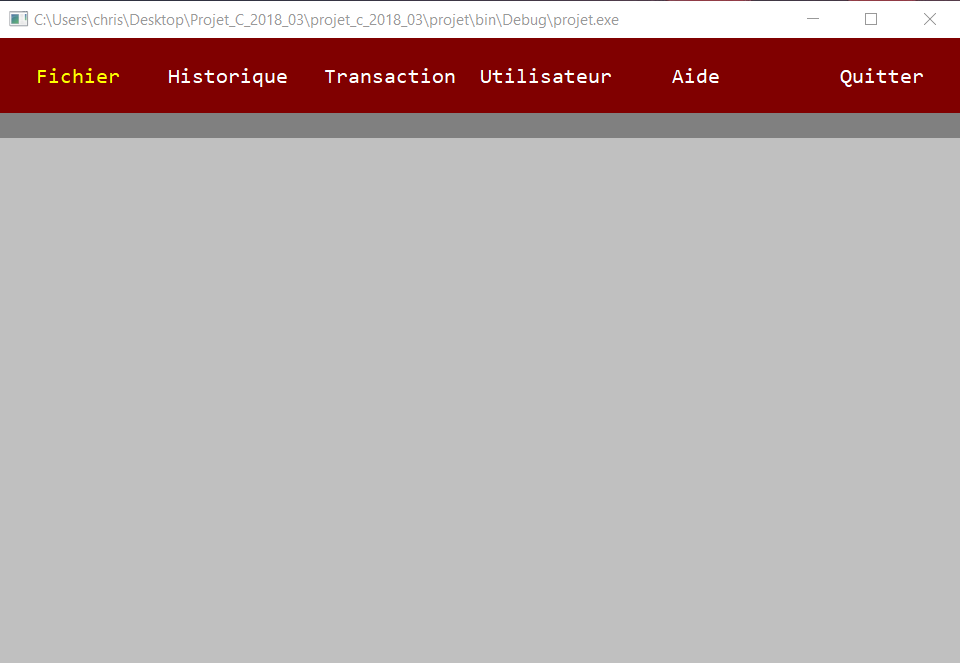 C:\Users\chris\Desktop\Projet_C_2018_03\projet_c_2018_03\projet\bin\Debug\projet.exe
Fichier Historique Transaction Utilisateur Aide Quitter